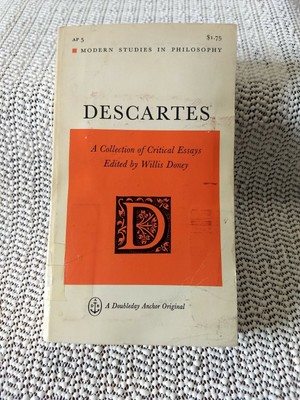 AP 5
$1.75
MODERN STUDIES IN PHILOSOPHY
DESCARTES
A Collection of Critical Essays
Edited by Willis Doney
D
A Doubleday Anchor Original